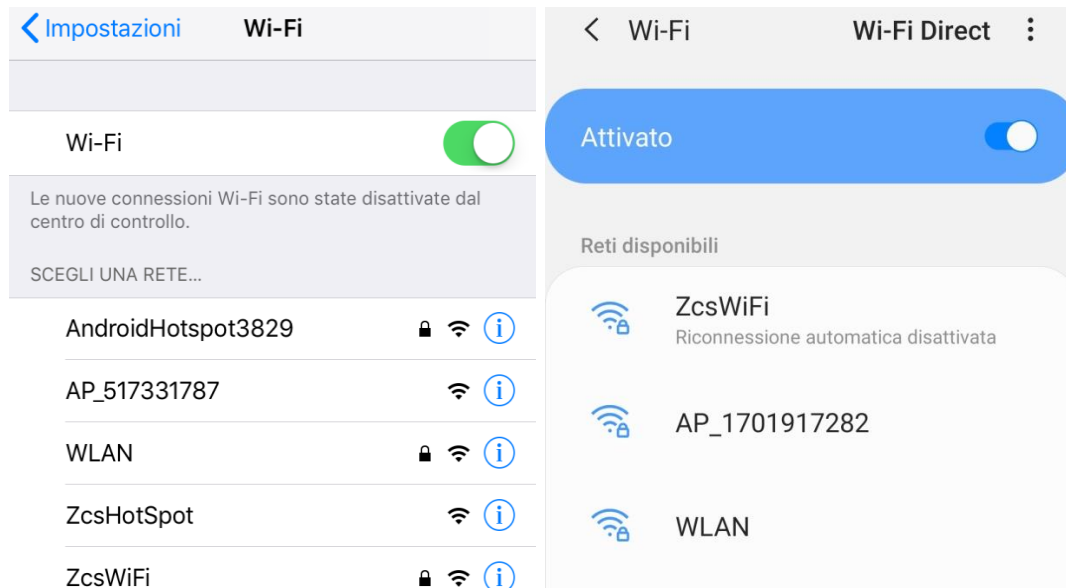 Impostazioni
Wi-Fi
Wi-Fi
Le nuove connessioni Wi-Fi sono state disattivate dal
centro di controllo.
SCEGLI UNA RETE...
AndroidHotspot3829
AP_517331787
WLAN
ZcsHotSpot
ZcsWiFi
Wi-Fi
Wi-Fi Direct
Attivato
Reti disponibili
ZcsWiFi
Riconnessione automatica disattivata
AP_1701917282
WLAN